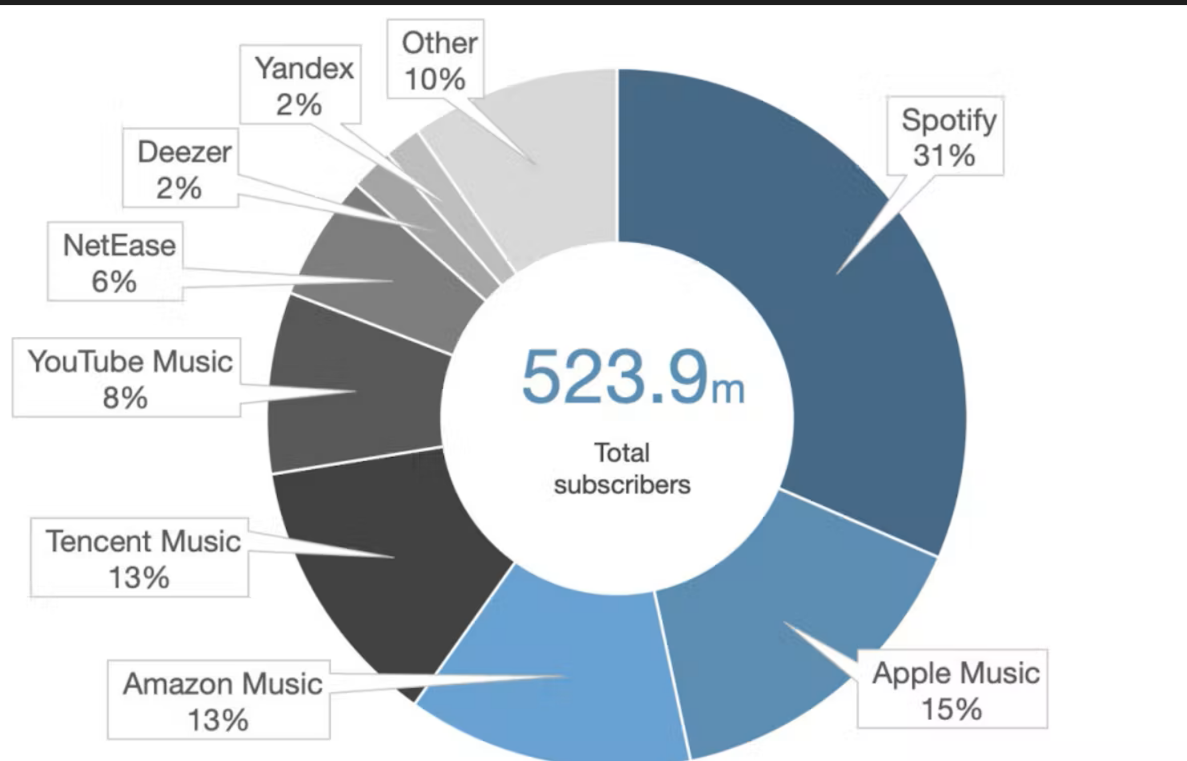 Other
10%
Yandex
2%
Spotify
31%
Deezer
2%
NetEase
6%
YouTube Music
8%
523.9m
Total
subscribers
Tencent Music
13%
Amazon Music
13%
Apple Music
15%